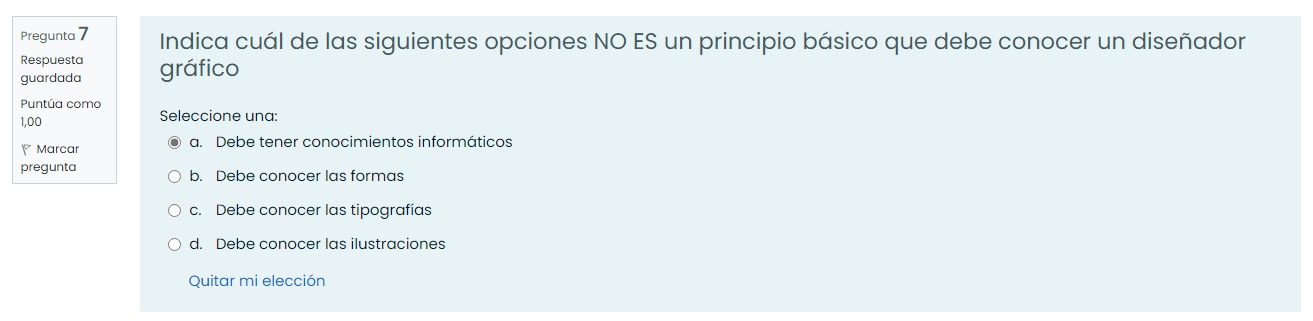 Pregunta 7
Respuesta
guardada
Puntúa como
1,00
Marcar
pregunta
Indica cuál de las siguientes opciones NO ES un principio básico que debe conocer un diseñador
gráfico
Seleccione una:
a. Debe tener conocimientos informáticos
b. Debe conocer las formas
c. Debe conocer las tipografías
d. Debe conocer las ilustraciones
Quitar mi elección